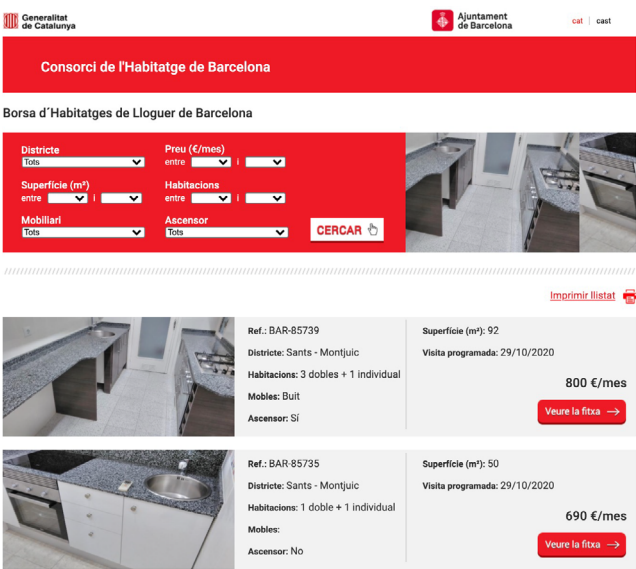 Generalitat
de Catalunya
Ajuntament
de Barcelona
cat | cast
Consorci de l'Habitatge de Barcelona
Borsa d´Habitatges de Lloguer de Barcelona
Districte
Tots
Preu (€/mes)
entre i
Superfície (m²)
entre i
Habitacions
entre i
Mobiliari
Tots
Ascensor
Tots
CERCAR
Imprimir llistat
Ref.: BAR-85739
Districte: Sants - Montjuic
Habitacions: 3 dobles + 1 individual
Mobles: Buit
Ascensor: Sí
Superfície (m²): 92
Visita programada: 29/10/2020
800 €/mes
Veure la fitxa →
Ref.: BAR-85735
Districte: Sants - Montjuic
Habitacions: 1 doble + 1 individual
Mobles:
Ascensor: No
Superfície (m²): 50
Visita programada: 29/10/2020
690 €/mes
Veure la fitxa →